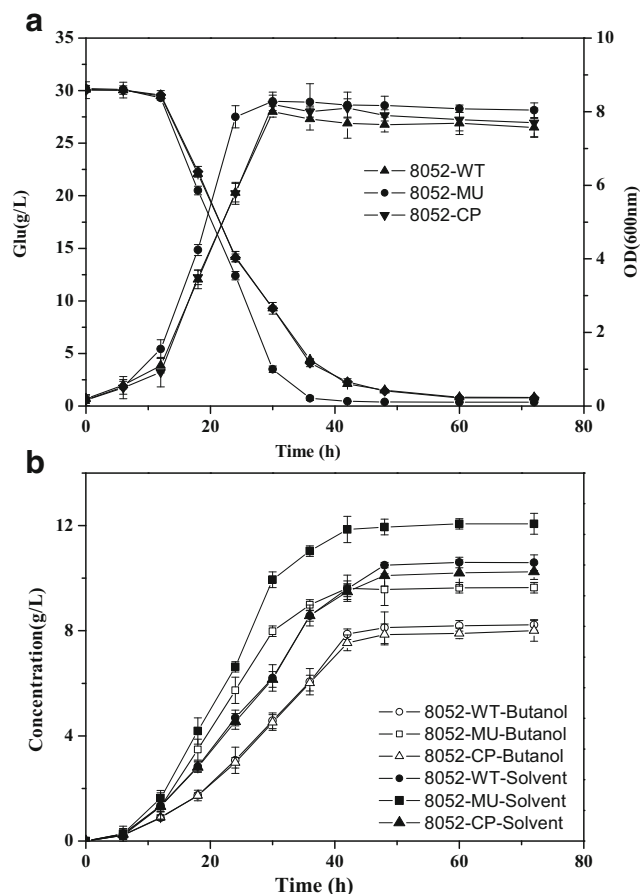 a
35
30
25
20
15
10
5
0
Glu(g/L)
10
8
6
4
2
0
OD(600nm)
8052-WT
8052-MU
8052-CP
0 20 40 60 80
Time (h)
b
12
8
4
0
Concentration(g/L)
8052-WT-Butanol
8052-MU-Butanol
8052-CP-Butanol
8052-WT-Solvent
8052-MU-Solvent
8052-CP-Solvent
0 20 40 60 80
Time (h)